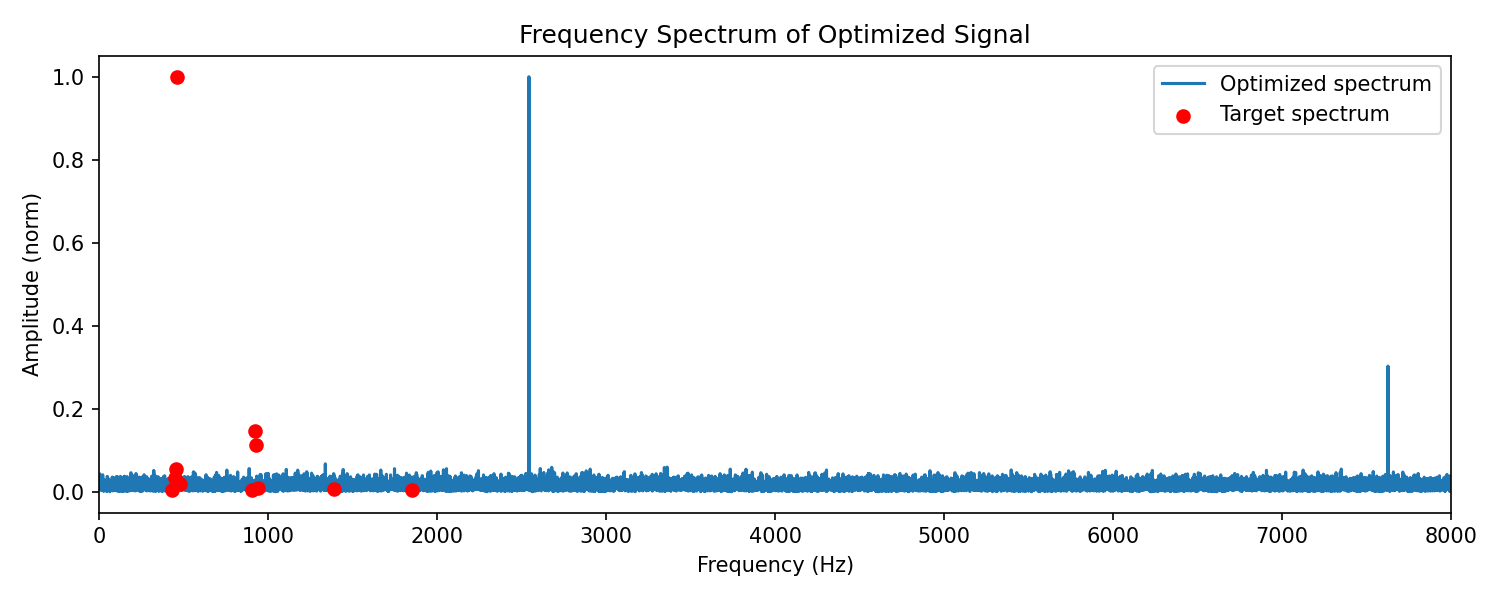 Frequency Spectrum of Optimized Signal
Optimized spectrum
Target spectrum
Amplitude (norm)
1.0
0.8
0.6
0.4
0.2
0.0
0 1000 2000 3000 4000 5000 6000 7000 8000
Frequency (Hz)